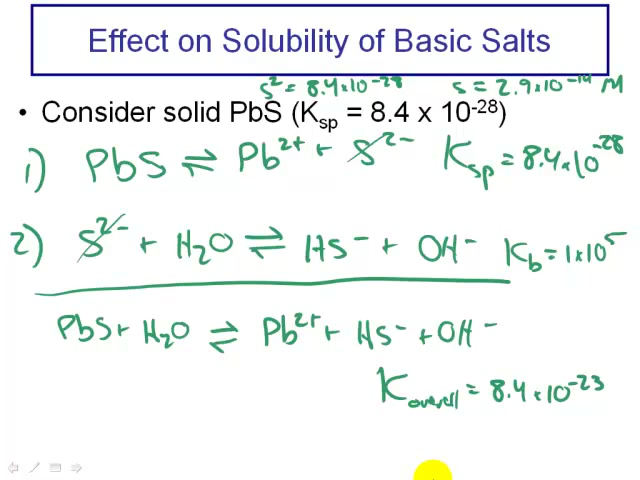 Effect on Solubility of Basic Salts
s² = 8.4 x 10⁻²⁸ s = 2.9 x 10⁻¹⁴ M
• Consider solid PbS (Ksp = 8.4 x 10⁻²⁸)
1) PbS ⇌ Pb²⁺ + S²⁻ Ksp = 8.4 x 10⁻²⁸
2) S²⁻ + H₂O ⇌ HS⁻ + OH⁻ Kb = 1 x 10⁵
PbS + H₂O ⇌ Pb²⁺ + HS⁻ + OH⁻
Koverall = 8.4 x 10⁻²³